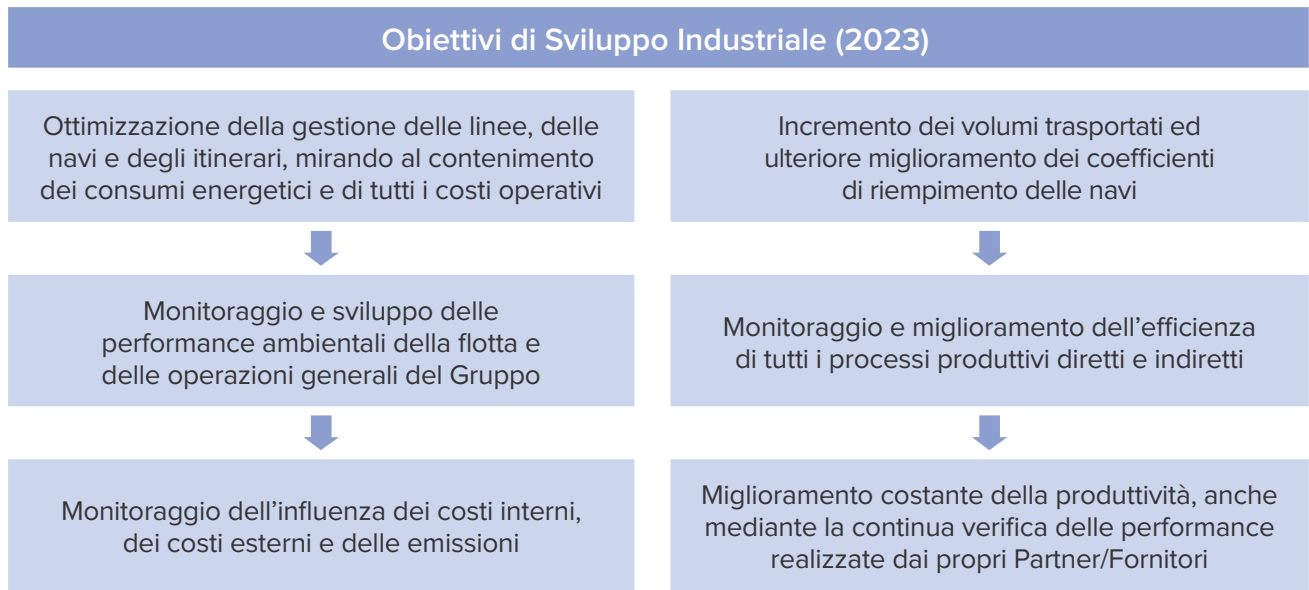 Obiettivi di Sviluppo Industriale (2023)
Ottimizzazione della gestione delle linee, delle
navi e degli itinerari, mirando al contenimento
dei consumi energetici e di tutti i costi operativi
Monitoraggio e sviluppo delle
performance ambientali della flotta e
delle operazioni generali del Gruppo
Monitoraggio dell’influenza dei costi interni,
dei costi esterni e delle emissioni
Incremento dei volumi trasportati ed
ulteriore miglioramento dei coefficienti
di riempimento delle navi
Monitoraggio e miglioramento dell’efficienza
di tutti i processi produttivi diretti e indiretti
Miglioramento costante della produttività, anche
mediante la continua verifica delle performance
realizzate dai propri Partner/Fornitori